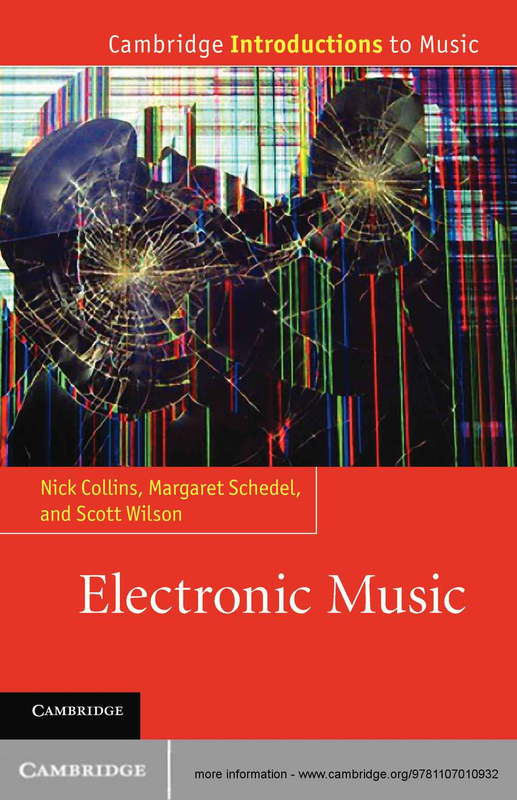 Cambridge Introductions to Music
Nick Collins, Margaret Schedel,
and Scott Wilson
Electronic Music
CAMBRIDGE
CAMBRIDGE
more information - www.cambridge.org/9781107010932